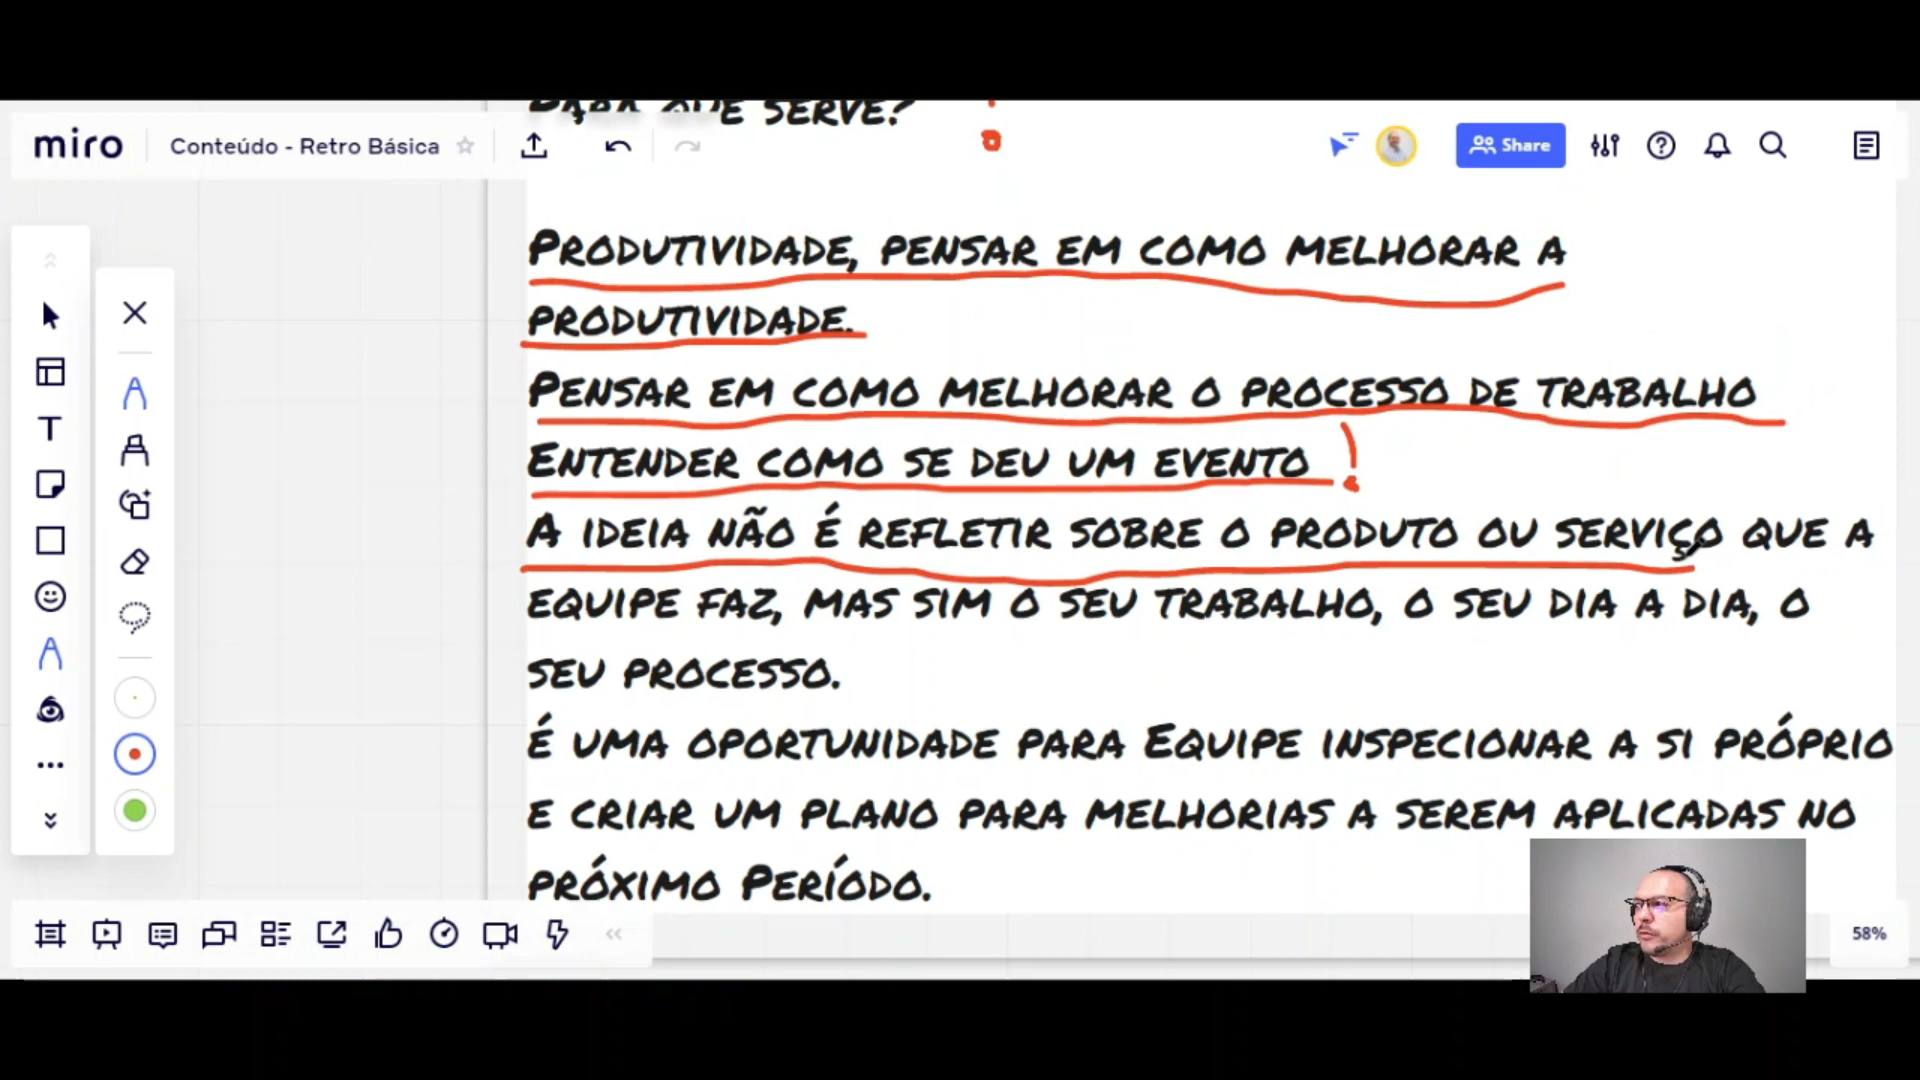 Para que serve?
miro
Conteúdo - Retro Básica
Share
Produtividade, pensar em como melhorar a
produtividade.
Pensar em como melhorar o processo de trabalho
Entender como se deu um evento
A ideia não é refletir sobre o produto ou serviço que a
equipe faz, mas sim o seu trabalho, o seu dia a dia, o
seu processo.
É uma oportunidade para Equipe inspecionar a si próprio
e criar um plano para melhorias a serem aplicadas no
próximo Período.
58%